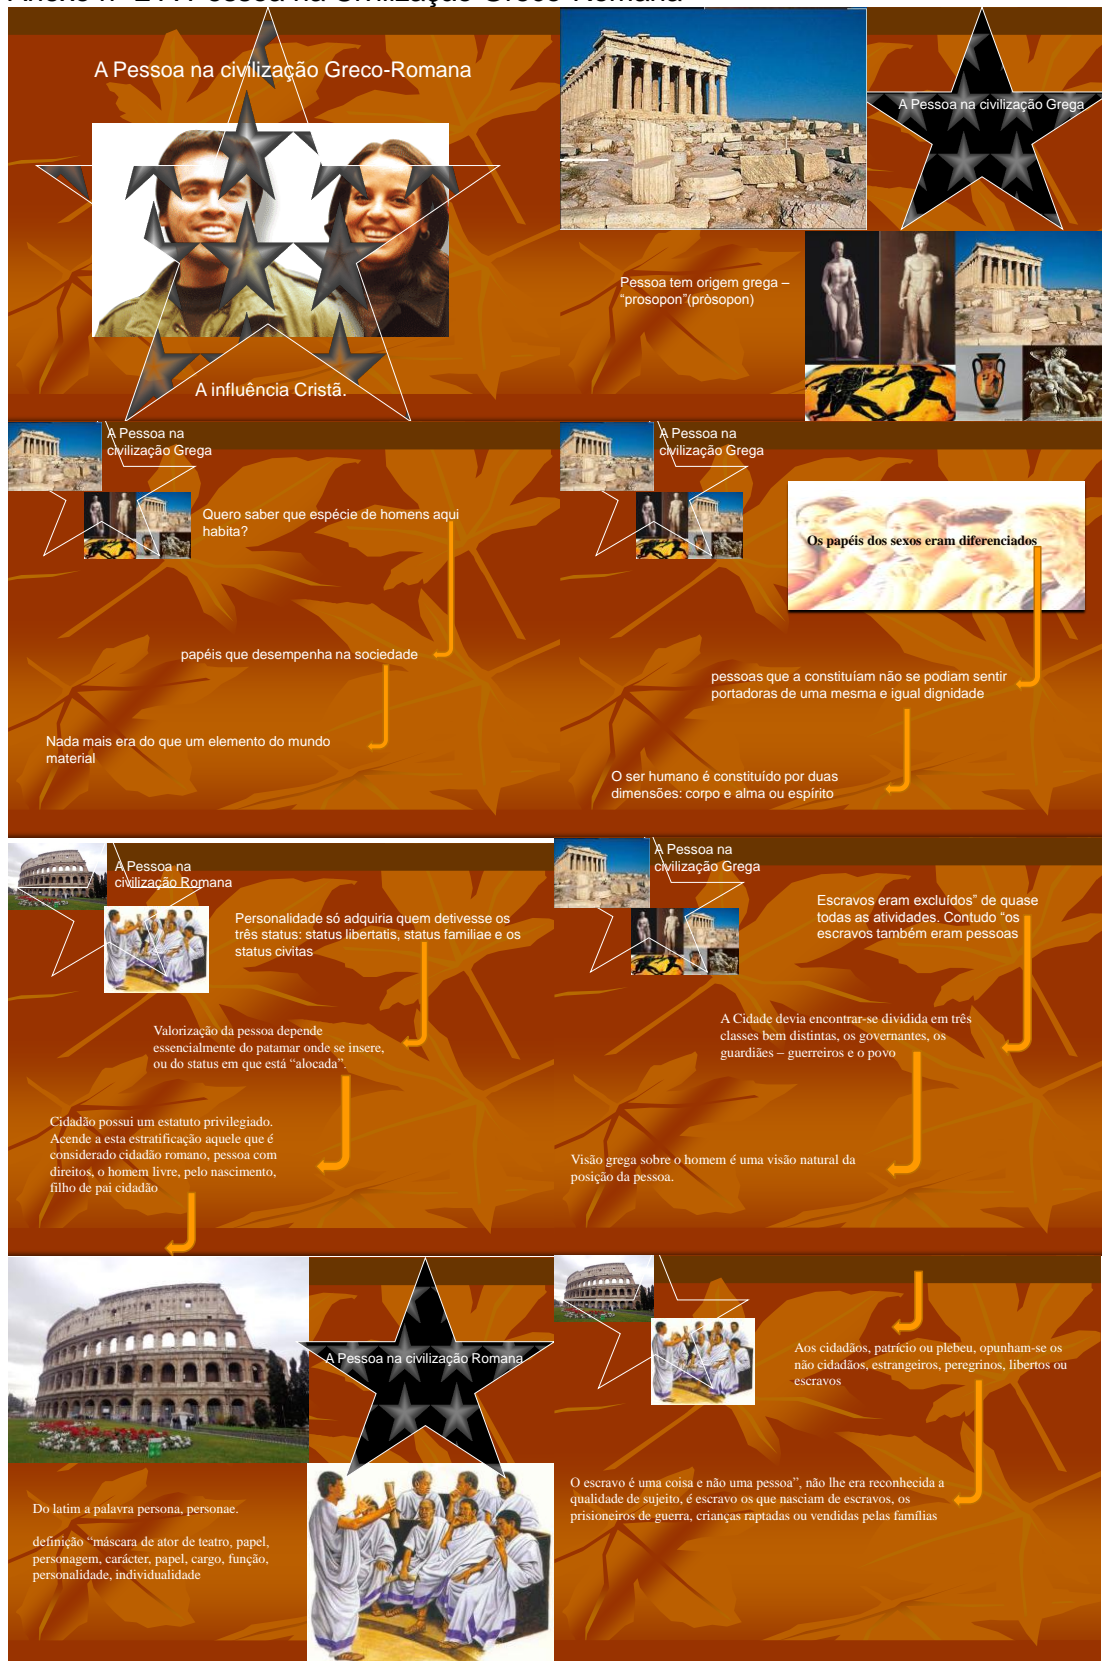 A Pessoa na civilização Greco-Romana
A influência Cristã.
A Pessoa na civilização Grega
Pessoa tem origem grega –
“prosopon”(pròsopon)
A Pessoa na
civilização Grega
Quero saber que espécie de homens aqui
habita?
papéis que desempenha na sociedade
Nada mais era do que um elemento do mundo
material
A Pessoa na
civilização Grega
Os papéis dos sexos eram diferenciados
pessoas que a constituíam não se podiam sentir
portadoras de uma mesma e igual dignidade
O ser humano é constituído por duas
dimensões: corpo e alma ou espírito
A Pessoa na
civilização Romana
Personalidade só adquiria quem detivesse os
três status: status libertatis, status familiae e os
status civitas
Valorização da pessoa depende
essencialmente do patamar onde se insere,
ou do status em que está “alocada”.
Cidadão possui um estatuto privilegiado.
Acende a esta estratificação aquele que é
considerado cidadão romano, pessoa com
direitos, o homem livre, pelo nascimento,
filho de pai cidadão
A Pessoa na
civilização Grega
Escravos eram excluídos” de quase
todas as atividades. Contudo “os
escravos também eram pessoas
A Cidade devia encontrar-se dividida em três
classes bem distintas, os governantes, os
guardiães – guerreiros e o povo
Visão grega sobre o homem é uma visão natural da
posição da pessoa.
A Pessoa na civilização Romana
Do latim a palavra persona, personae.
definição “máscara de ator de teatro, papel,
personagem, carácter, papel, cargo, função,
personalidade, individualidade
Aos cidadãos, patrício ou plebeu, opunham-se os
não cidadãos, estrangeiros, peregrinos, libertos ou
escravos
O escravo é uma coisa e não uma pessoa”, não lhe era reconhecida a
qualidade de sujeito, é escravo os que nasciam de escravos, os
prisioneiros de guerra, crianças raptadas ou vendidas pelas famílias